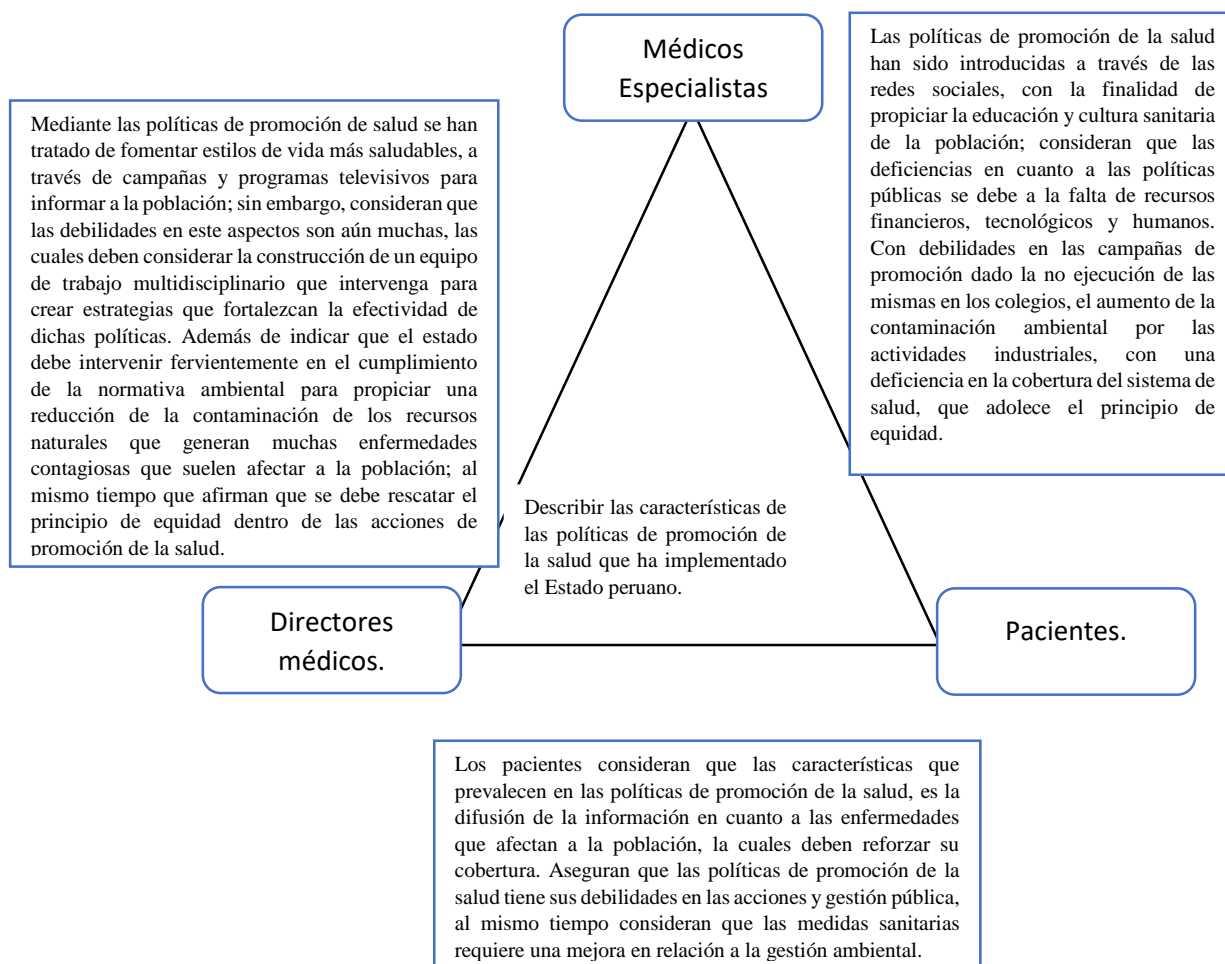 Médicos
Especialistas
Mediante las políticas de promoción de salud se han
tratado de fomentar estilos de vida más saludables, a
través de campañas y programas televisivos para
informar a la población; sin embargo, consideran que
las debilidades en este aspectos son aún muchas, las
cuales deben considerar la construcción de un equipo
de trabajo multidisciplinario que intervenga para
crear estrategias que fortalezcan la efectividad de
dichas políticas. Además de indicar que el estado
debe intervenir fervientemente en el cumplimiento
de la normativa ambiental para propiciar una
reducción de la contaminación de los recursos
naturales que generan muchas enfermedades
contagiosas que suelen afectar a la población; al
mismo tiempo que afirman que se debe rescatar el
principio de equidad dentro de las acciones de
promoción de la salud.
Las políticas de promoción de la salud
han sido introducidas a través de las
redes sociales, con la finalidad de
propiciar la educación y cultura sanitaria
de la población; consideran que las
deficiencias en cuanto a las políticas
públicas se debe a la falta de recursos
financieros, tecnológicos y humanos.
Con debilidades en las campañas de
promoción dado la no ejecución de las
mismas en los colegios, el aumento de la
contaminación ambiental por las
actividades industriales, con una
deficiencia en la cobertura del sistema de
salud, que adolece el principio de
equidad.
Describir las características de
las políticas de promoción de
la salud que ha implementado
el Estado peruano.
Directores
médicos.
Pacientes.
Los pacientes consideran que las características que
prevalecen en las políticas de promoción de la salud, es la
difusión de la información en cuanto a las enfermedades
que afectan a la población, la cuales deben reforzar su
cobertura. Aseguran que las políticas de promoción de la
salud tiene sus debilidades en las acciones y gestión pública,
al mismo tiempo consideran que las medidas sanitarias
requiere una mejora en relación a la gestión ambiental.